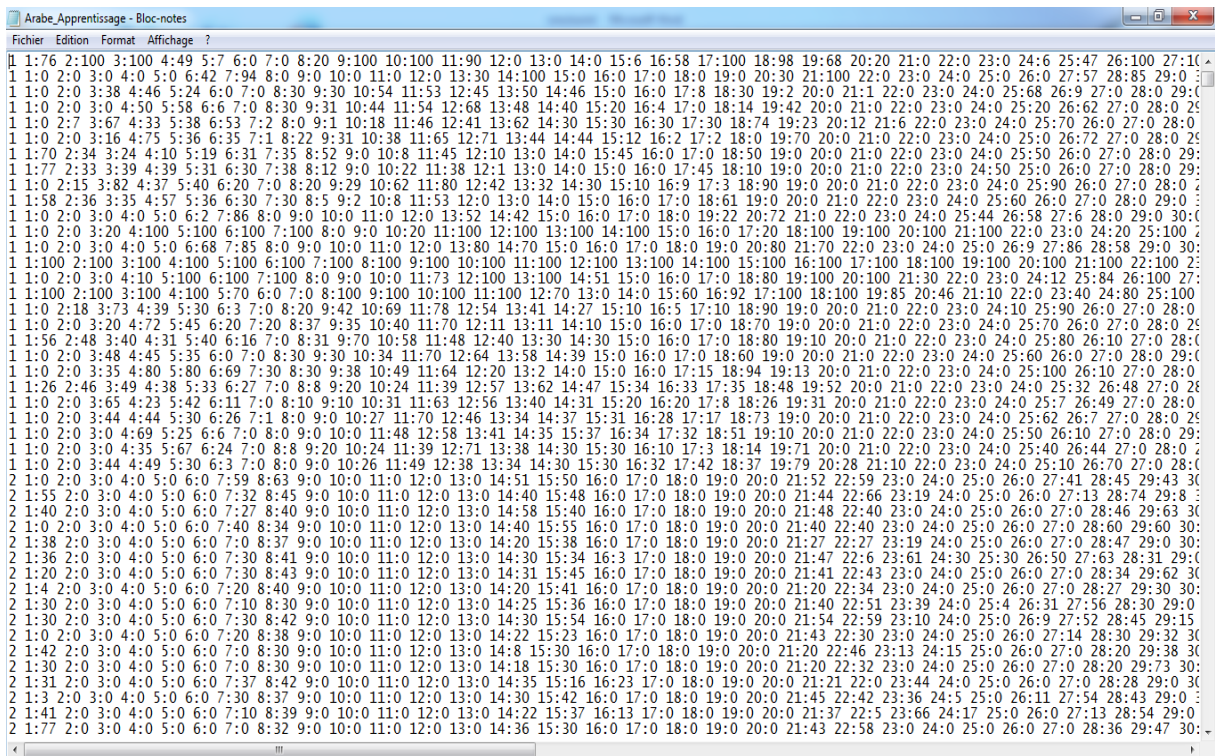 Arabe_Apprentissage - Bloc-notes
Fichier Edition Format Affichage ?
1 1:76 2:100 3:100 4:49 5:7 6:0 7:0 8:20 9:100 10:100 11:90 12:0 13:0 14:0 15:6 16:58 17:100 18:98 19:68 20:20 21:0 22:0 23:0 24:6 25:47 26:100 27:10
1 1:0 2:0 3:0 4:0 5:0 6:42 7:94 8:0 9:0 10:0 11:0 12:0 13:30 14:100 15:0 16:0 17:0 18:0 19:0 20:30 21:100 22:0 23:0 24:0 25:0 26:0 27:57 28:85 29:0
1 1:0 2:0 3:38 4:46 5:24 6:0 7:0 8:30 9:30 10:54 11:53 12:45 13:50 14:46 15:0 16:0 17:8 18:30 19:2 20:0 21:1 22:0 23:0 24:0 25:68 26:9 27:0 28:0 29:0
1 1:0 2:0 3:0 4:50 5:58 6:6 7:0 8:30 9:31 10:44 11:54 12:68 13:48 14:40 15:20 16:4 17:0 18:14 19:42 20:0 21:0 22:0 23:0 24:0 25:20 26:62 27:0 28:0 29
1 1:0 2:7 3:67 4:33 5:38 6:53 7:2 8:0 9:1 10:18 11:46 12:41 13:62 14:30 15:30 16:30 17:30 18:74 19:23 20:12 21:6 22:0 23:0 24:0 25:70 26:0 27:0 28:0
1 1:0 2:0 3:16 4:75 5:36 6:35 7:1 8:22 9:31 10:38 11:65 12:71 13:44 14:44 15:12 16:2 17:2 18:0 19:70 20:0 21:0 22:0 23:0 24:0 25:0 26:72 27:0 28:0 29
1 1:70 2:34 3:24 4:10 5:19 6:31 7:35 8:52 9:0 10:8 11:45 12:10 13:0 14:0 15:45 16:0 17:0 18:50 19:0 20:0 21:0 22:0 23:0 24:0 25:50 26:0 27:0 28:0 29:
1 1:77 2:33 3:39 4:39 5:31 6:30 7:38 8:12 9:0 10:22 11:38 12:1 13:0 14:0 15:0 16:0 17:45 18:10 19:0 20:0 21:0 22:0 23:0 24:50 25:0 26:0 27:0 28:0 29:
1 1:0 2:15 3:82 4:37 5:40 6:20 7:0 8:20 9:29 10:62 11:80 12:42 13:32 14:30 15:10 16:9 17:3 18:90 19:0 20:0 21:0 22:0 23:0 24:0 25:90 26:0 27:0 28:0
1 1:58 2:36 3:35 4:57 5:36 6:30 7:30 8:5 9:2 10:8 11:53 12:0 13:0 14:0 15:0 16:0 17:0 18:61 19:0 20:0 21:0 22:0 23:0 24:0 25:60 26:0 27:0 28:0 29:0
1 1:0 2:0 3:0 4:0 5:0 6:2 7:86 8:0 9:0 10:0 11:0 12:0 13:52 14:42 15:0 16:0 17:0 18:0 19:22 20:72 21:0 22:0 23:0 24:0 25:44 26:58 27:6 28:0 29:0 30:0
1 1:0 2:0 3:20 4:100 5:100 6:100 7:100 8:0 9:0 10:20 11:100 12:100 13:100 14:100 15:0 16:0 17:20 18:100 19:100 20:100 21:100 22:0 23:0 24:20 25:100
1 1:0 2:0 3:0 4:0 5:0 6:68 7:85 8:0 9:0 10:0 11:0 12:0 13:80 14:70 15:0 16:0 17:0 18:0 19:0 20:80 21:70 22:0 23:0 24:0 25:0 26:9 27:86 28:58 29:0 30:
1 1:100 2:100 3:100 4:100 5:100 6:100 7:100 8:100 9:100 10:100 11:100 12:100 13:100 14:100 15:100 16:100 17:100 18:100 19:100 20:100 21:100 22:100 23
1 1:0 2:0 3:0 4:10 5:100 6:100 7:100 8:0 9:0 10:0 11:73 12:100 13:100 14:51 15:0 16:0 17:0 18:80 19:100 20:100 21:30 22:0 23:0 24:12 25:84 26:100 27:
1 1:100 2:100 3:100 4:100 5:70 6:0 7:0 8:100 9:100 10:100 11:100 12:70 13:0 14:0 15:60 16:92 17:100 18:100 19:85 20:46 21:10 22:0 23:40 24:80 25:100
1 1:0 2:18 3:73 4:39 5:30 6:3 7:0 8:20 9:42 10:69 11:78 12:54 13:41 14:27 15:10 16:5 17:10 18:90 19:0 20:0 21:0 22:0 23:0 24:10 25:90 26:0 27:0 28:0
1 1:0 2:0 3:20 4:72 5:45 6:20 7:20 8:37 9:35 10:40 11:70 12:11 13:11 14:10 15:0 16:0 17:0 18:70 19:0 20:0 21:0 22:0 23:0 24:0 25:70 26:0 27:0 28:0 29
1 1:56 2:48 3:40 4:31 5:40 6:16 7:0 8:31 9:70 10:58 11:48 12:40 13:30 14:30 15:0 16:0 17:0 18:80 19:10 20:0 21:0 22:0 23:0 24:0 25:80 26:10 27:0 28:0
1 1:0 2:0 3:48 4:45 5:35 6:0 7:0 8:30 9:30 10:34 11:70 12:64 13:58 14:39 15:0 16:0 17:0 18:60 19:0 20:0 21:0 22:0 23:0 24:0 25:60 26:0 27:0 28:0 29:0
1 1:0 2:0 3:35 4:80 5:80 6:69 7:30 8:30 9:38 10:49 11:64 12:20 13:2 14:0 15:0 16:0 17:15 18:94 19:13 20:0 21:0 22:0 23:0 24:0 25:100 26:10 27:0 28:0
1 1:26 2:46 3:49 4:38 5:33 6:27 7:0 8:8 9:20 10:24 11:39 12:57 13:62 14:47 15:34 16:33 17:35 18:48 19:52 20:0 21:0 22:0 23:0 24:0 25:32 26:48 27:0 28
1 1:0 2:0 3:65 4:23 5:42 6:11 7:0 8:10 9:10 10:31 11:63 12:56 13:40 14:31 15:20 16:20 17:8 18:26 19:31 20:0 21:0 22:0 23:0 24:0 25:7 26:49 27:0 28:0
1 1:0 2:0 3:44 4:44 5:30 6:26 7:1 8:0 9:0 10:27 11:70 12:46 13:34 14:37 15:31 16:28 17:17 18:73 19:0 20:0 21:0 22:0 23:0 24:0 25:62 26:7 27:0 28:0 29
1 1:0 2:0 3:0 4:69 5:25 6:6 7:0 8:0 9:0 10:0 11:48 12:58 13:41 14:35 15:37 16:34 17:32 18:51 19:10 20:0 21:0 22:0 23:0 24:0 25:50 26:10 27:0 28:0 29:
1 1:0 2:0 3:0 4:35 5:67 6:24 7:0 8:8 9:20 10:24 11:39 12:71 13:38 14:30 15:30 16:10 17:3 18:14 19:71 20:0 21:0 22:0 23:0 24:0 25:40 26:44 27:0 28:0
1 1:0 2:0 3:44 4:49 5:30 6:3 7:0 8:0 9:0 10:26 11:49 12:38 13:34 14:30 15:30 16:32 17:42 18:37 19:79 20:28 21:10 22:0 23:0 24:0 25:10 26:70 27:0 28:0
2 1:0 2:0 3:0 4:0 5:0 6:0 7:59 8:63 9:0 10:0 11:0 12:0 13:0 14:51 15:50 16:0 17:0 18:0 19:0 20:0 21:52 22:59 23:0 24:0 25:0 26:0 27:41 28:45 29:43 30
2 1:55 2:0 3:0 4:0 5:0 6:0 7:32 8:45 9:0 10:0 11:0 12:0 13:0 14:40 15:48 16:0 17:0 18:0 19:0 20:0 21:44 22:66 23:19 24:0 25:0 26:0 27:13 28:74 29:8
2 1:40 2:0 3:0 4:0 5:0 6:0 7:27 8:40 9:0 10:0 11:0 12:0 13:0 14:58 15:40 16:0 17:0 18:0 19:0 20:0 21:48 22:40 23:0 24:0 25:0 26:0 27:0 28:46 29:63 30
2 1:0 2:0 3:0 4:0 5:0 6:0 7:40 8:34 9:0 10:0 11:0 12:0 13:0 14:40 15:55 16:0 17:0 18:0 19:0 20:0 21:40 22:40 23:0 24:0 25:0 26:0 27:0 28:60 29:60 30:
2 1:38 2:0 3:0 4:0 5:0 6:0 7:0 8:37 9:0 10:0 11:0 12:0 13:0 14:20 15:38 16:0 17:0 18:0 19:0 20:0 21:27 22:27 23:19 24:0 25:0 26:0 27:0 28:47 29:0 30:
2 1:36 2:0 3:0 4:0 5:0 6:0 7:30 8:41 9:0 10:0 11:0 12:0 13:0 14:30 15:34 16:3 17:0 18:0 19:0 20:0 21:47 22:6 23:61 24:30 25:30 26:50 27:63 28:31 29:0
2 1:20 2:0 3:0 4:0 5:0 6:0 7:30 8:43 9:0 10:0 11:0 12:0 13:0 14:31 15:45 16:0 17:0 18:0 19:0 20:0 21:41 22:43 23:0 24:0 25:0 26:0 27:0 28:34 29:62 30
2 1:4 2:0 3:0 4:0 5:0 6:0 7:20 8:40 9:0 10:0 11:0 12:0 13:0 14:20 15:41 16:0 17:0 18:0 19:0 20:0 21:20 22:34 23:0 24:0 25:0 26:0 27:0 28:27 29:30 30:
2 1:30 2:0 3:0 4:0 5:0 6:0 7:10 8:30 9:0 10:0 11:0 12:0 13:0 14:25 15:36 16:0 17:0 18:0 19:0 20:0 21:40 22:51 23:39 24:0 25:4 26:31 27:56 28:30 29:0
2 1:30 2:0 3:0 4:0 5:0 6:0 7:30 8:42 9:0 10:0 11:0 12:0 13:0 14:30 15:54 16:0 17:0 18:0 19:0 20:0 21:54 22:59 23:10 24:0 25:0 26:9 27:52 28:45 29:15
2 1:0 2:0 3:0 4:0 5:0 6:0 7:20 8:38 9:0 10:0 11:0 12:0 13:0 14:22 15:23 16:0 17:0 18:0 19:0 20:0 21:43 22:30 23:0 24:0 25:0 26:0 27:14 28:30 29:32 30
2 1:42 2:0 3:0 4:0 5:0 6:0 7:0 8:30 9:0 10:0 11:0 12:0 13:0 14:8 15:30 16:0 17:0 18:0 19:0 20:0 21:20 22:46 23:13 24:15 25:0 26:0 27:0 28:20 29:38 30
2 1:30 2:0 3:0 4:0 5:0 6:0 7:0 8:30 9:0 10:0 11:0 12:0 13:0 14:18 15:30 16:0 17:0 18:0 19:0 20:0 21:20 22:32 23:0 24:0 25:0 26:0 27:0 28:20 29:73 30:
2 1:31 2:0 3:0 4:0 5:0 6:0 7:37 8:42 9:0 10:0 11:0 12:0 13:0 14:35 15:16 16:23 17:0 18:0 19:0 20:0 21:21 22:0 23:44 24:0 25:0 26:0 27:0 28:28 29:0 30
2 1:3 2:0 3:0 4:0 5:0 6:0 7:30 8:37 9:0 10:0 11:0 12:0 13:0 14:30 15:42 16:0 17:0 18:0 19:0 20:0 21:45 22:42 23:36 24:5 25:0 26:11 27:54 28:43 29:0
2 1:41 2:0 3:0 4:0 5:0 6:0 7:10 8:39 9:0 10:0 11:0 12:0 13:0 14:22 15:37 16:13 17:0 18:0 19:0 20:0 21:37 22:5 23:66 24:17 25:0 26:0 27:13 28:54 29:0
2 1:77 2:0 3:0 4:0 5:0 6:0 7:0 8:32 9:0 10:0 11:0 12:0 13:0 14:36 15:30 16:0 17:0 18:0 19:0 20:0 21:43 22:58 23:0 24:0 25:0 26:0 27:0 28:36 29:47 30: